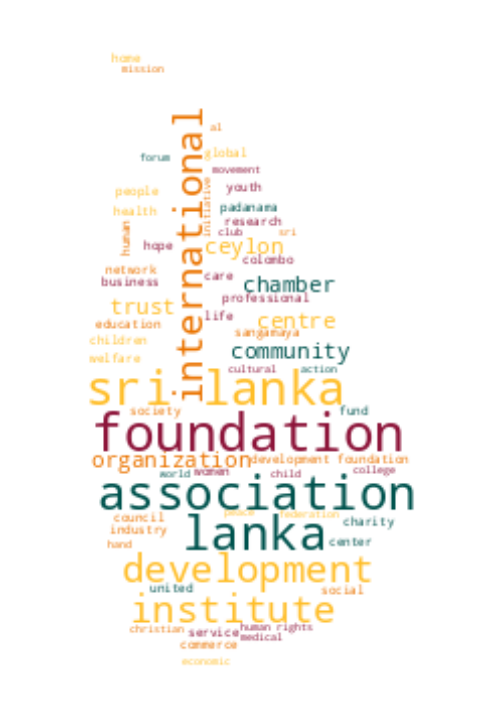 home
mission
al
international
forum
global
movement
people
initiative
youth
health
padanama
research
human
club
sri
hope
ceylon
colombo
network
business
care
chamber
professional
trust
life
centre
education
sangamaya
children
community
welfare
cultural
action
sri lanka
society
fund
foundation
organization
development foundation
world
women
child
college
association
peace
federation
council
charity
industry
lanka
hand
center
development
united
social
institute
christian
service
human rights
medical
commerce
economic